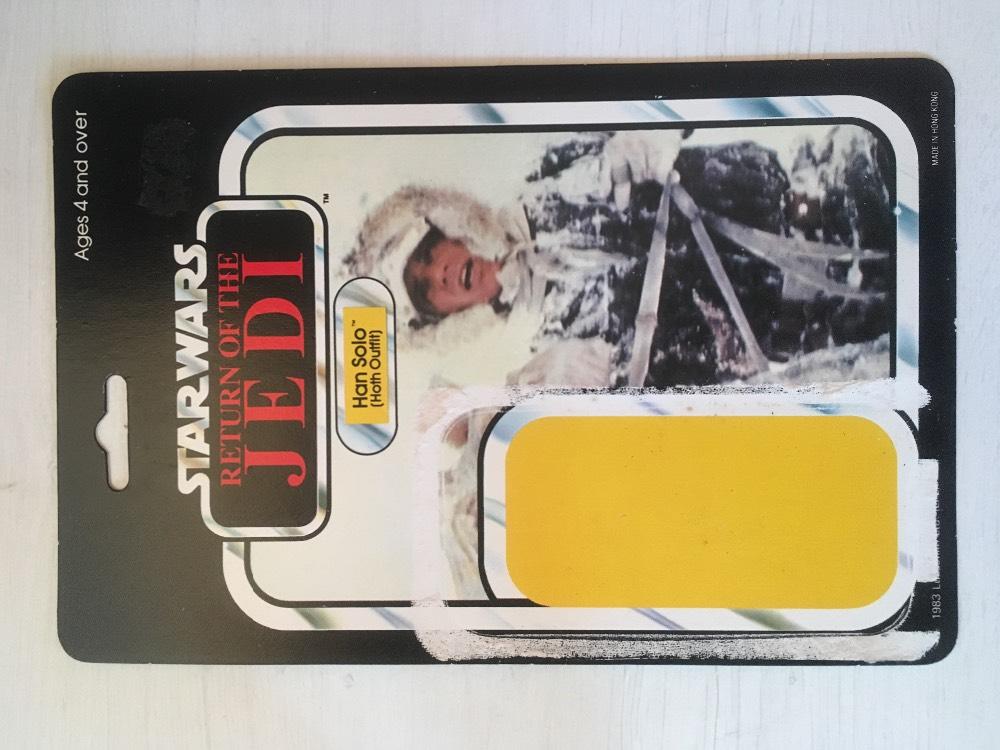 Ages 4 and over
STAR WARS
RETURN OF THE
JEDI
™
Han Solo™
(Hoth Outfit)
1983
MADE IN HONG KONG